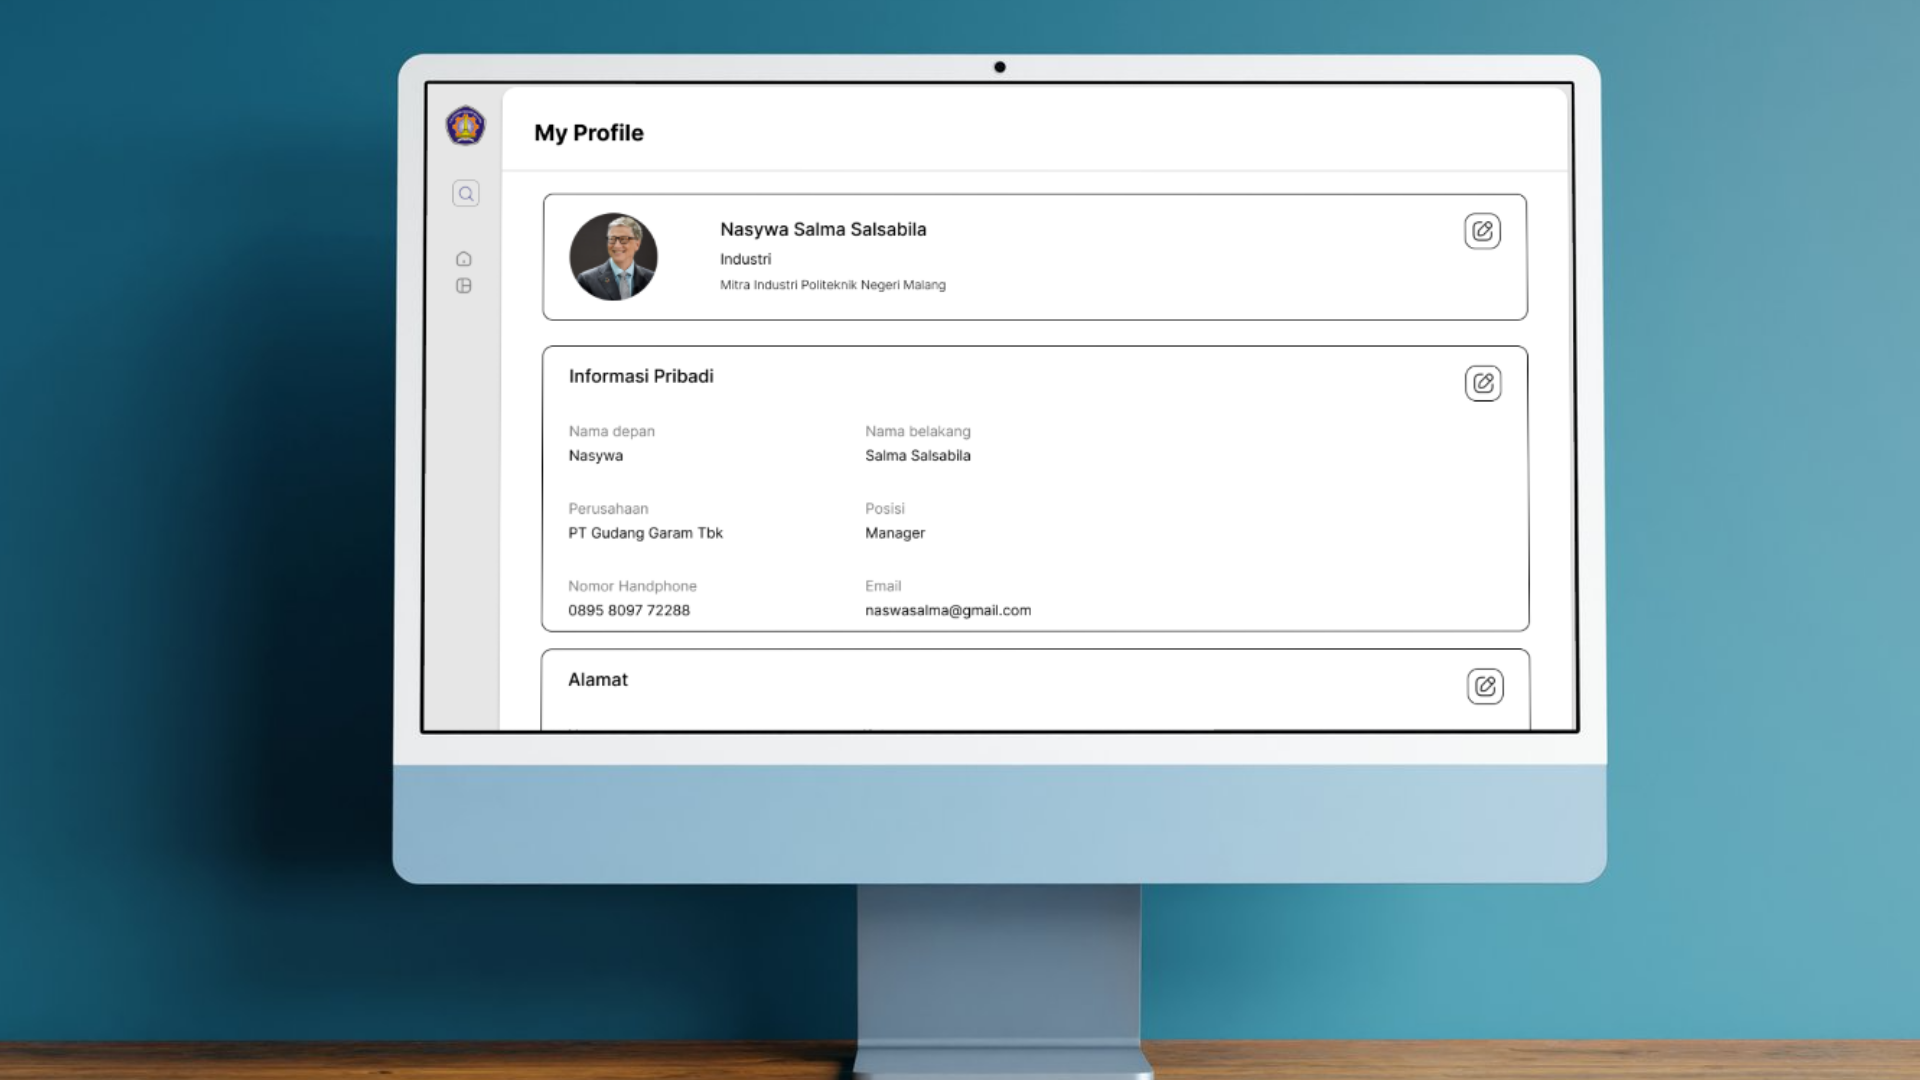 My Profile
Nasywa Salma Salsabila
Industri
Mitra Industri Politeknik Negeri Malang
Informasi Pribadi
Nama depan
Nama belakang
Nasywa
Salma Salsabila
Perusahaan
Posisi
PT Gudang Garam Tbk
Manager
Nomor Handphone
Email
0895 8097 72288
naswasalma@gmail.com
Alamat